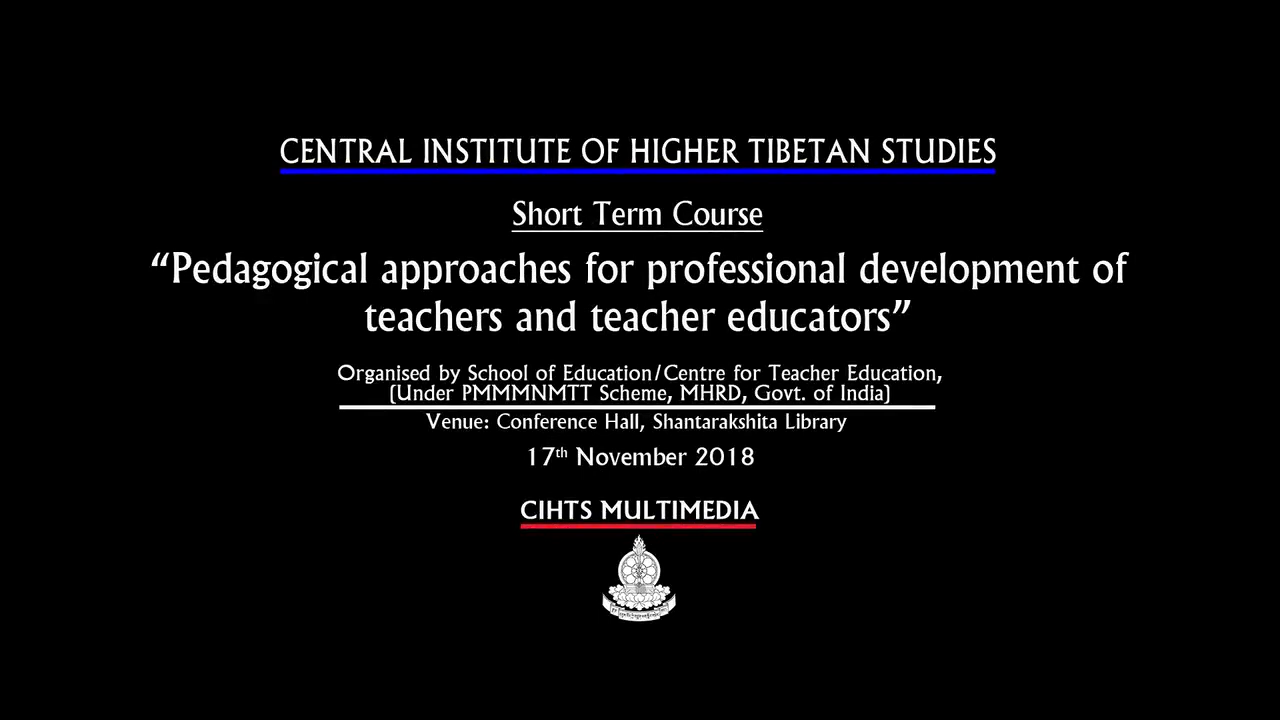 CENTRAL INSTITUTE OF HIGHER TIBETAN STUDIES
Short Term Course
“Pedagogical approaches for professional development of
teachers and teacher educators”
Organised by School of Education/Centre for Teacher Education,
(Under PMMMNMTT Scheme, MHRD, Govt. of India)
Venue: Conference Hall, Shantarakshita Library
17th November 2018
CIHTS MULTIMEDIA